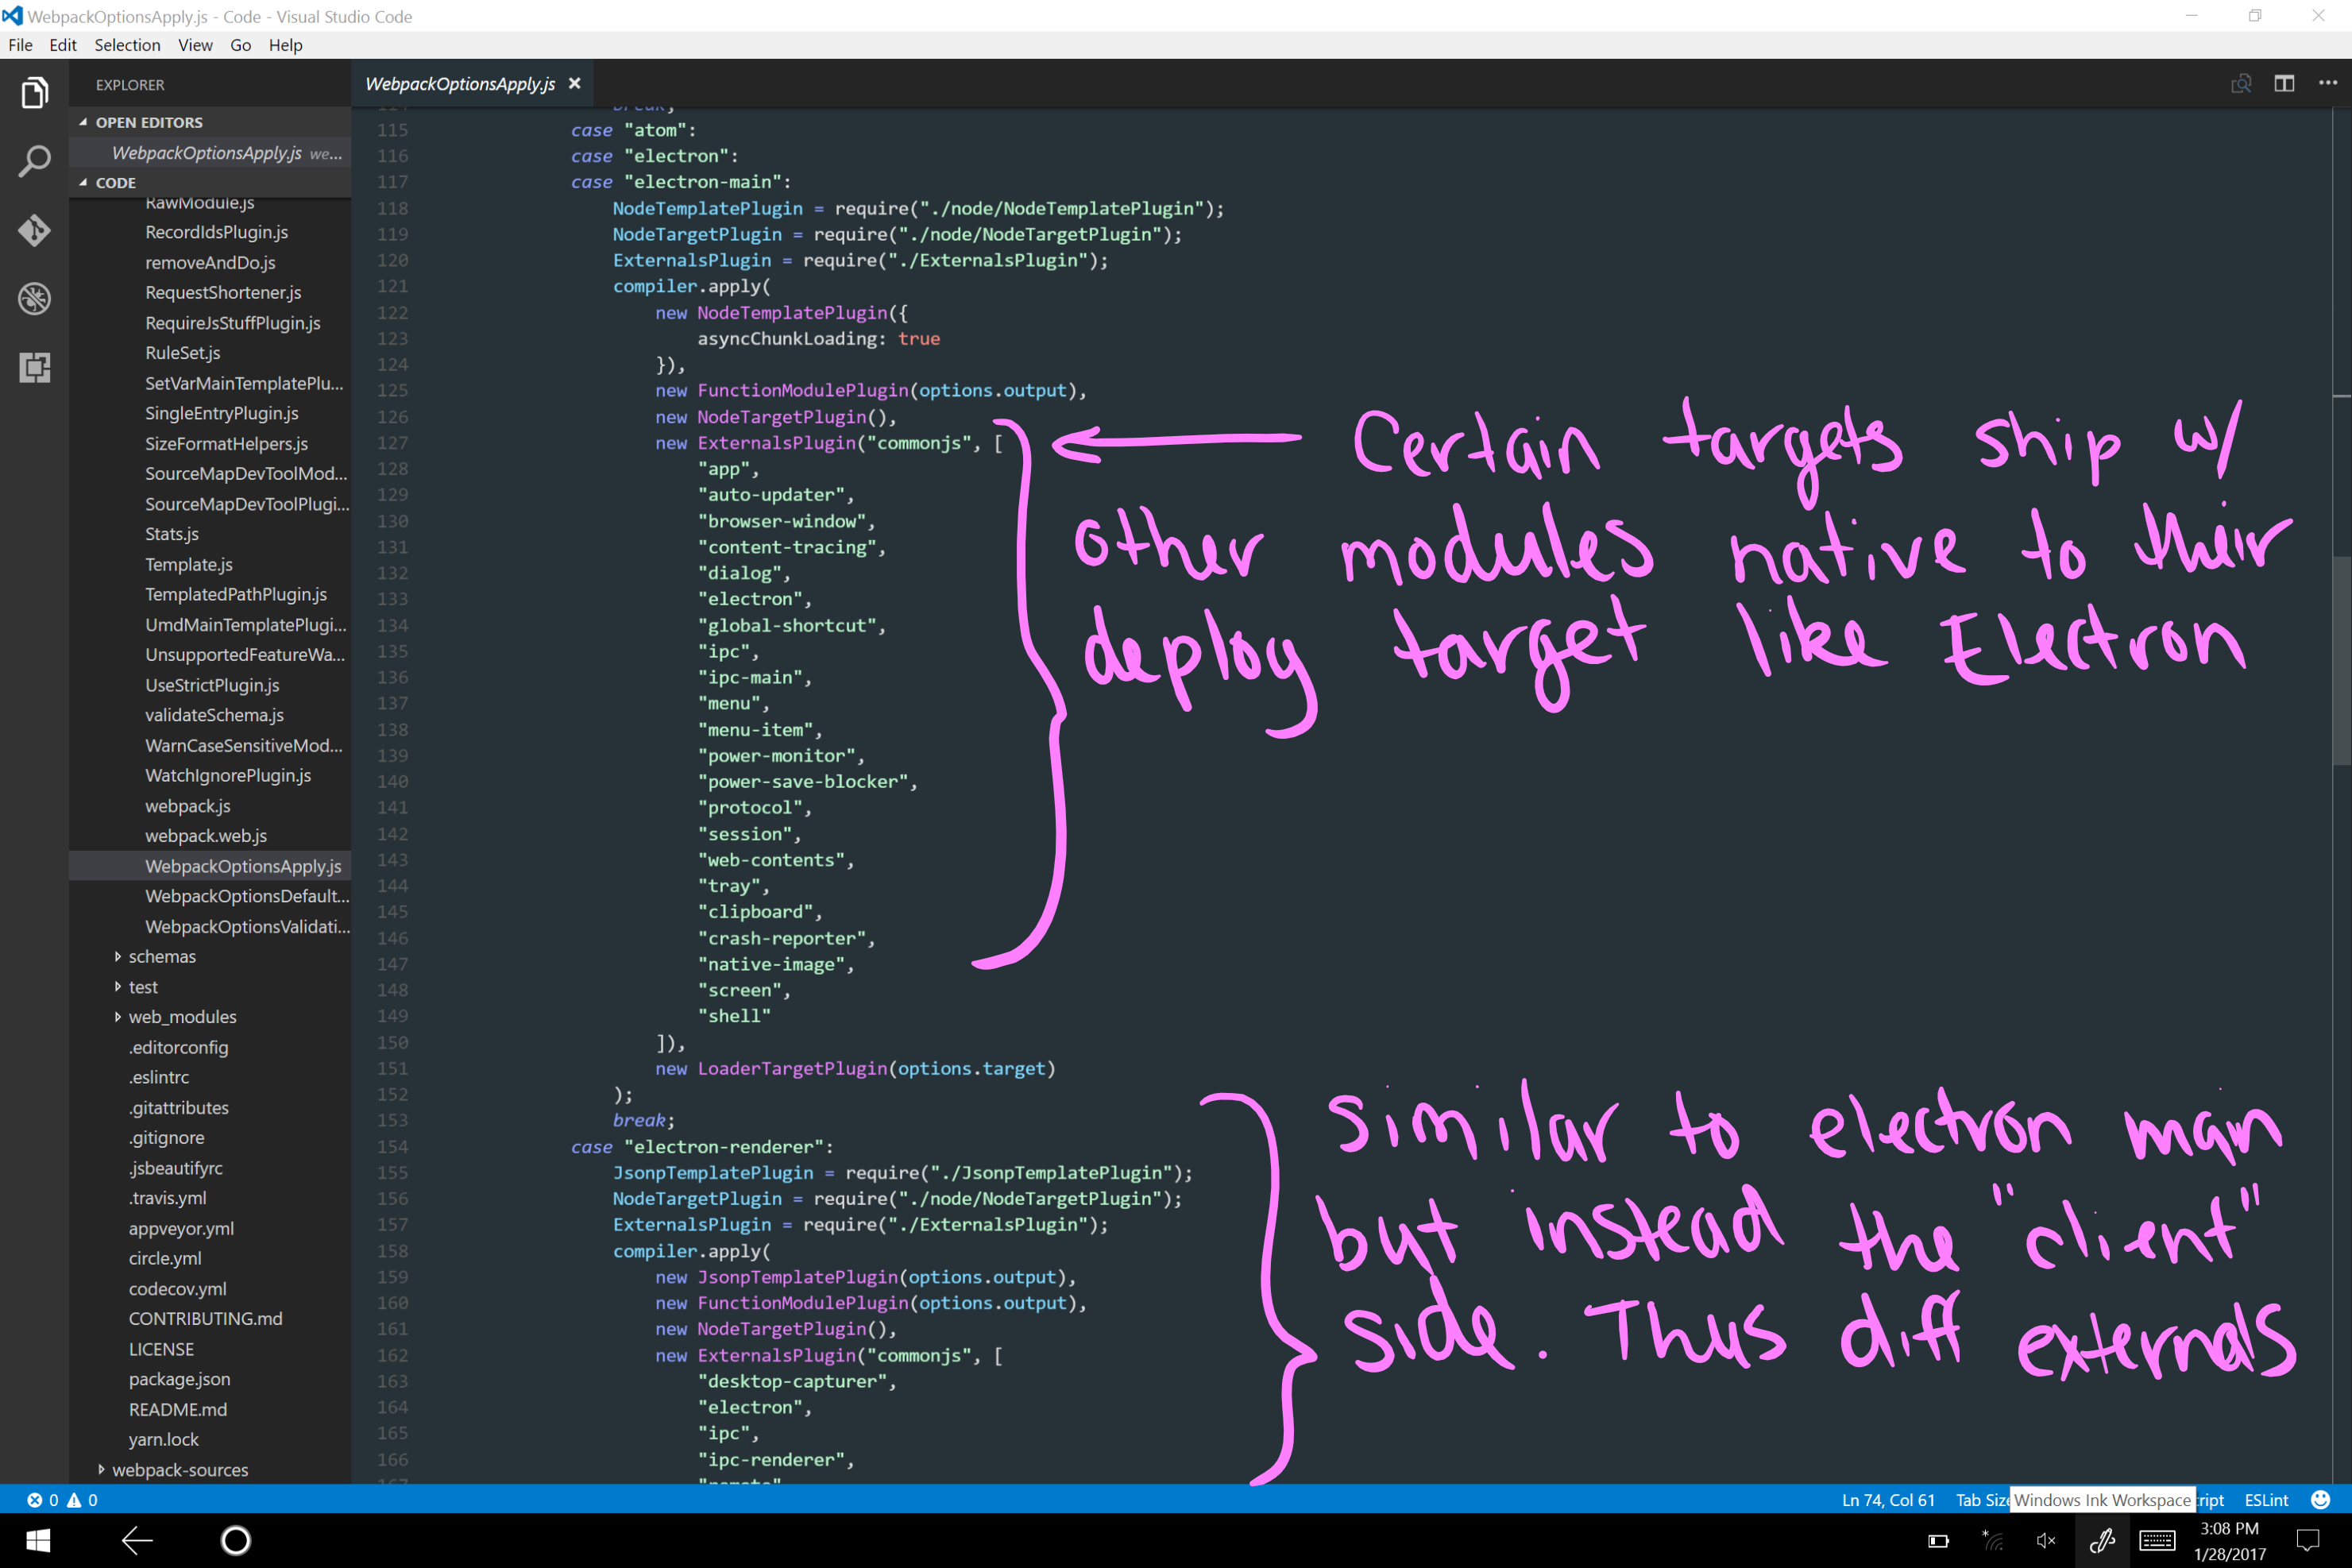 WebpackOptionsApply.js - Code - Visual Studio Code
File Edit Selection View Go Help
EXPLORER
OPEN EDITORS
WebpackOptionsApply.js we...
CODE
RawModule.js
RecordIdsPlugin.js
removeAndDo.js
RequestShortener.js
RequireJsStuffPlugin.js
RuleSet.js
SetVarMainTemplatePlu...
SingleEntryPlugin.js
SizeFormatHelpers.js
SourceMapDevToolMod...
SourceMapDevToolPlugi...
Stats.js
Template.js
TemplatedPathPlugin.js
UmdMainTemplatePlugi...
UnsupportedFeatureWa...
UseStrictPlugin.js
validateSchema.js
WarnCaseSensitiveMod...
WatchIgnorePlugin.js
webpack.js
webpack.web.js
WebpackOptionsApply.js
WebpackOptionsDefault...
WebpackOptionsValidati...
schemas
test
web_modules
.editorconfig
.eslintrc
.gitattributes
.gitignore
.jsbeautifyrc
.travis.yml
appveyor.yml
circle.yml
codecov.yml
CONTRIBUTING.md
LICENSE
package.json
README.md
yarn.lock
webpack-sources
WebpackOptionsApply.js
114 break;
115 case "atom":
116 case "electron":
117 case "electron-main":
118 NodeTemplatePlugin = require("./node/NodeTemplatePlugin");
119 NodeTargetPlugin = require("./node/NodeTargetPlugin");
120 ExternalsPlugin = require("./ExternalsPlugin");
121 compiler.apply(
122 new NodeTemplatePlugin({
123 asyncChunkLoading: true
124 }),
125 new FunctionModulePlugin(options.output),
126 new NodeTargetPlugin(),
127 new ExternalsPlugin("commonjs", [
128 "app",
129 "auto-updater",
130 "browser-window",
131 "content-tracing",
132 "dialog",
133 "electron",
134 "global-shortcut",
135 "ipc",
136 "ipc-main",
137 "menu",
138 "menu-item",
139 "power-monitor",
140 "power-save-blocker",
141 "protocol",
142 "session",
143 "web-contents",
144 "tray",
145 "clipboard",
146 "crash-reporter",
147 "native-image",
148 "screen",
149 "shell"
150 ]),
151 new LoaderTargetPlugin(options.target)
152 );
153 break;
154 case "electron-renderer":
155 JsonpTemplatePlugin = require("./JsonpTemplatePlugin");
156 NodeTargetPlugin = require("./node/NodeTargetPlugin");
157 ExternalsPlugin = require("./ExternalsPlugin");
158 compiler.apply(
159 new JsonpTemplatePlugin(options.output),
160 new FunctionModulePlugin(options.output),
161 new NodeTargetPlugin(),
162 new ExternalsPlugin("commonjs", [
163 "desktop-capturer",
164 "electron",
165 "ipc",
166 "ipc-renderer",
167 "remote"
Certain targets ship w/
other modules native to their
deploy target like Electron
Similar to electron main
but instead the "client"
side. Thus diff externals
0 0
Ln 74, Col 61 Tab Size Windows Ink Workspace ript ESLint
3:08 PM
1/28/2017